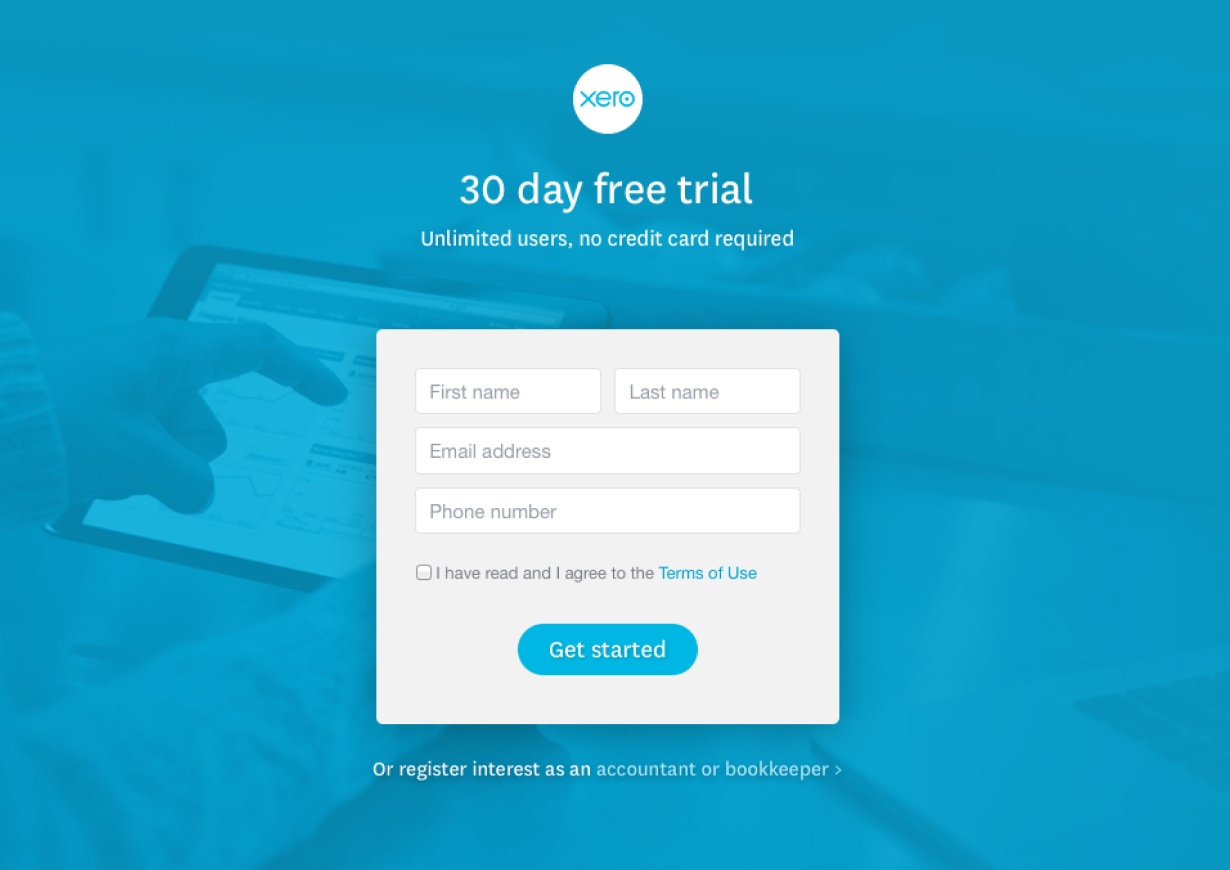 xero
30 day free trial
Unlimited users, no credit card required
First name
Last name
Email address
Phone number
I have read and I agree to the Terms of Use
Get started
Or register interest as an accountant or bookkeeper >